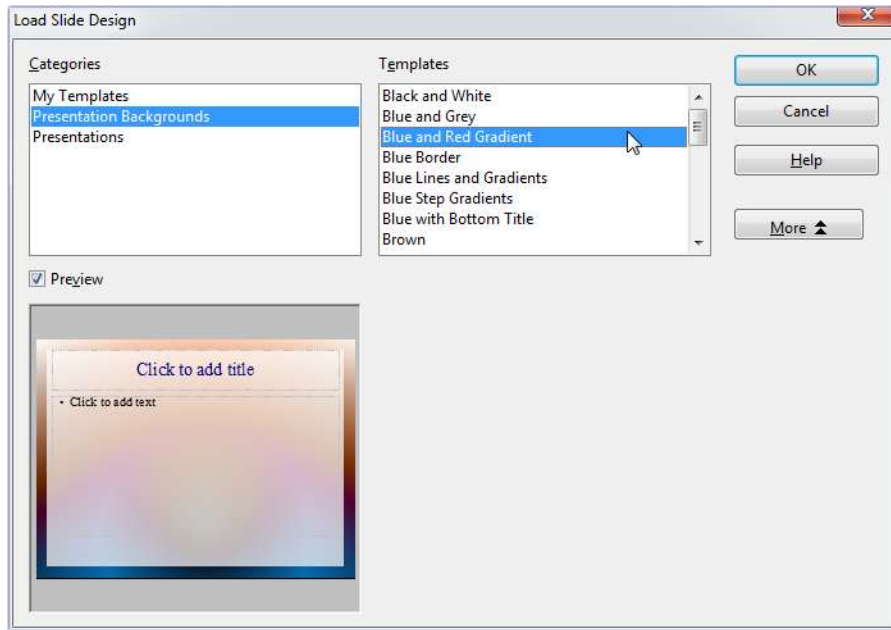 Load Slide Design
Categories
My Templates
Presentation Backgrounds
Presentations
Templates
Black and White
Blue and Grey
Blue and Red Gradient
Blue Border
Blue Lines and Gradients
Blue Step Gradients
Blue with Bottom Title
Brown
OK
Cancel
Help
More
Preview
Click to add title
• Click to add text